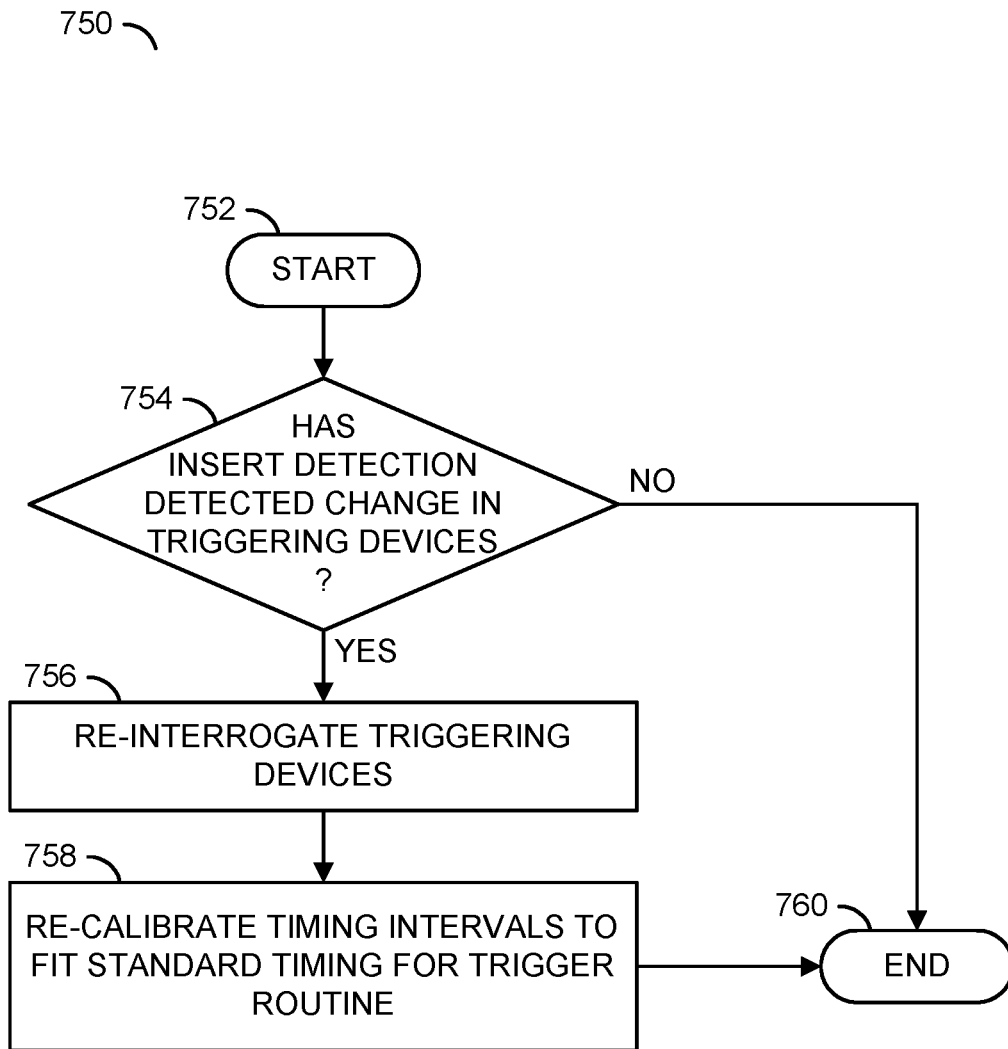 750
752
START
754
HAS
INSERT DETECTION
DETECTED CHANGE IN
TRIGGERING DEVICES
?
NO
YES
756
RE-INTERROGATE TRIGGERING
DEVICES
758
RE-CALIBRATE TIMING INTERVALS TO
FIT STANDARD TIMING FOR TRIGGER
ROUTINE
760
END